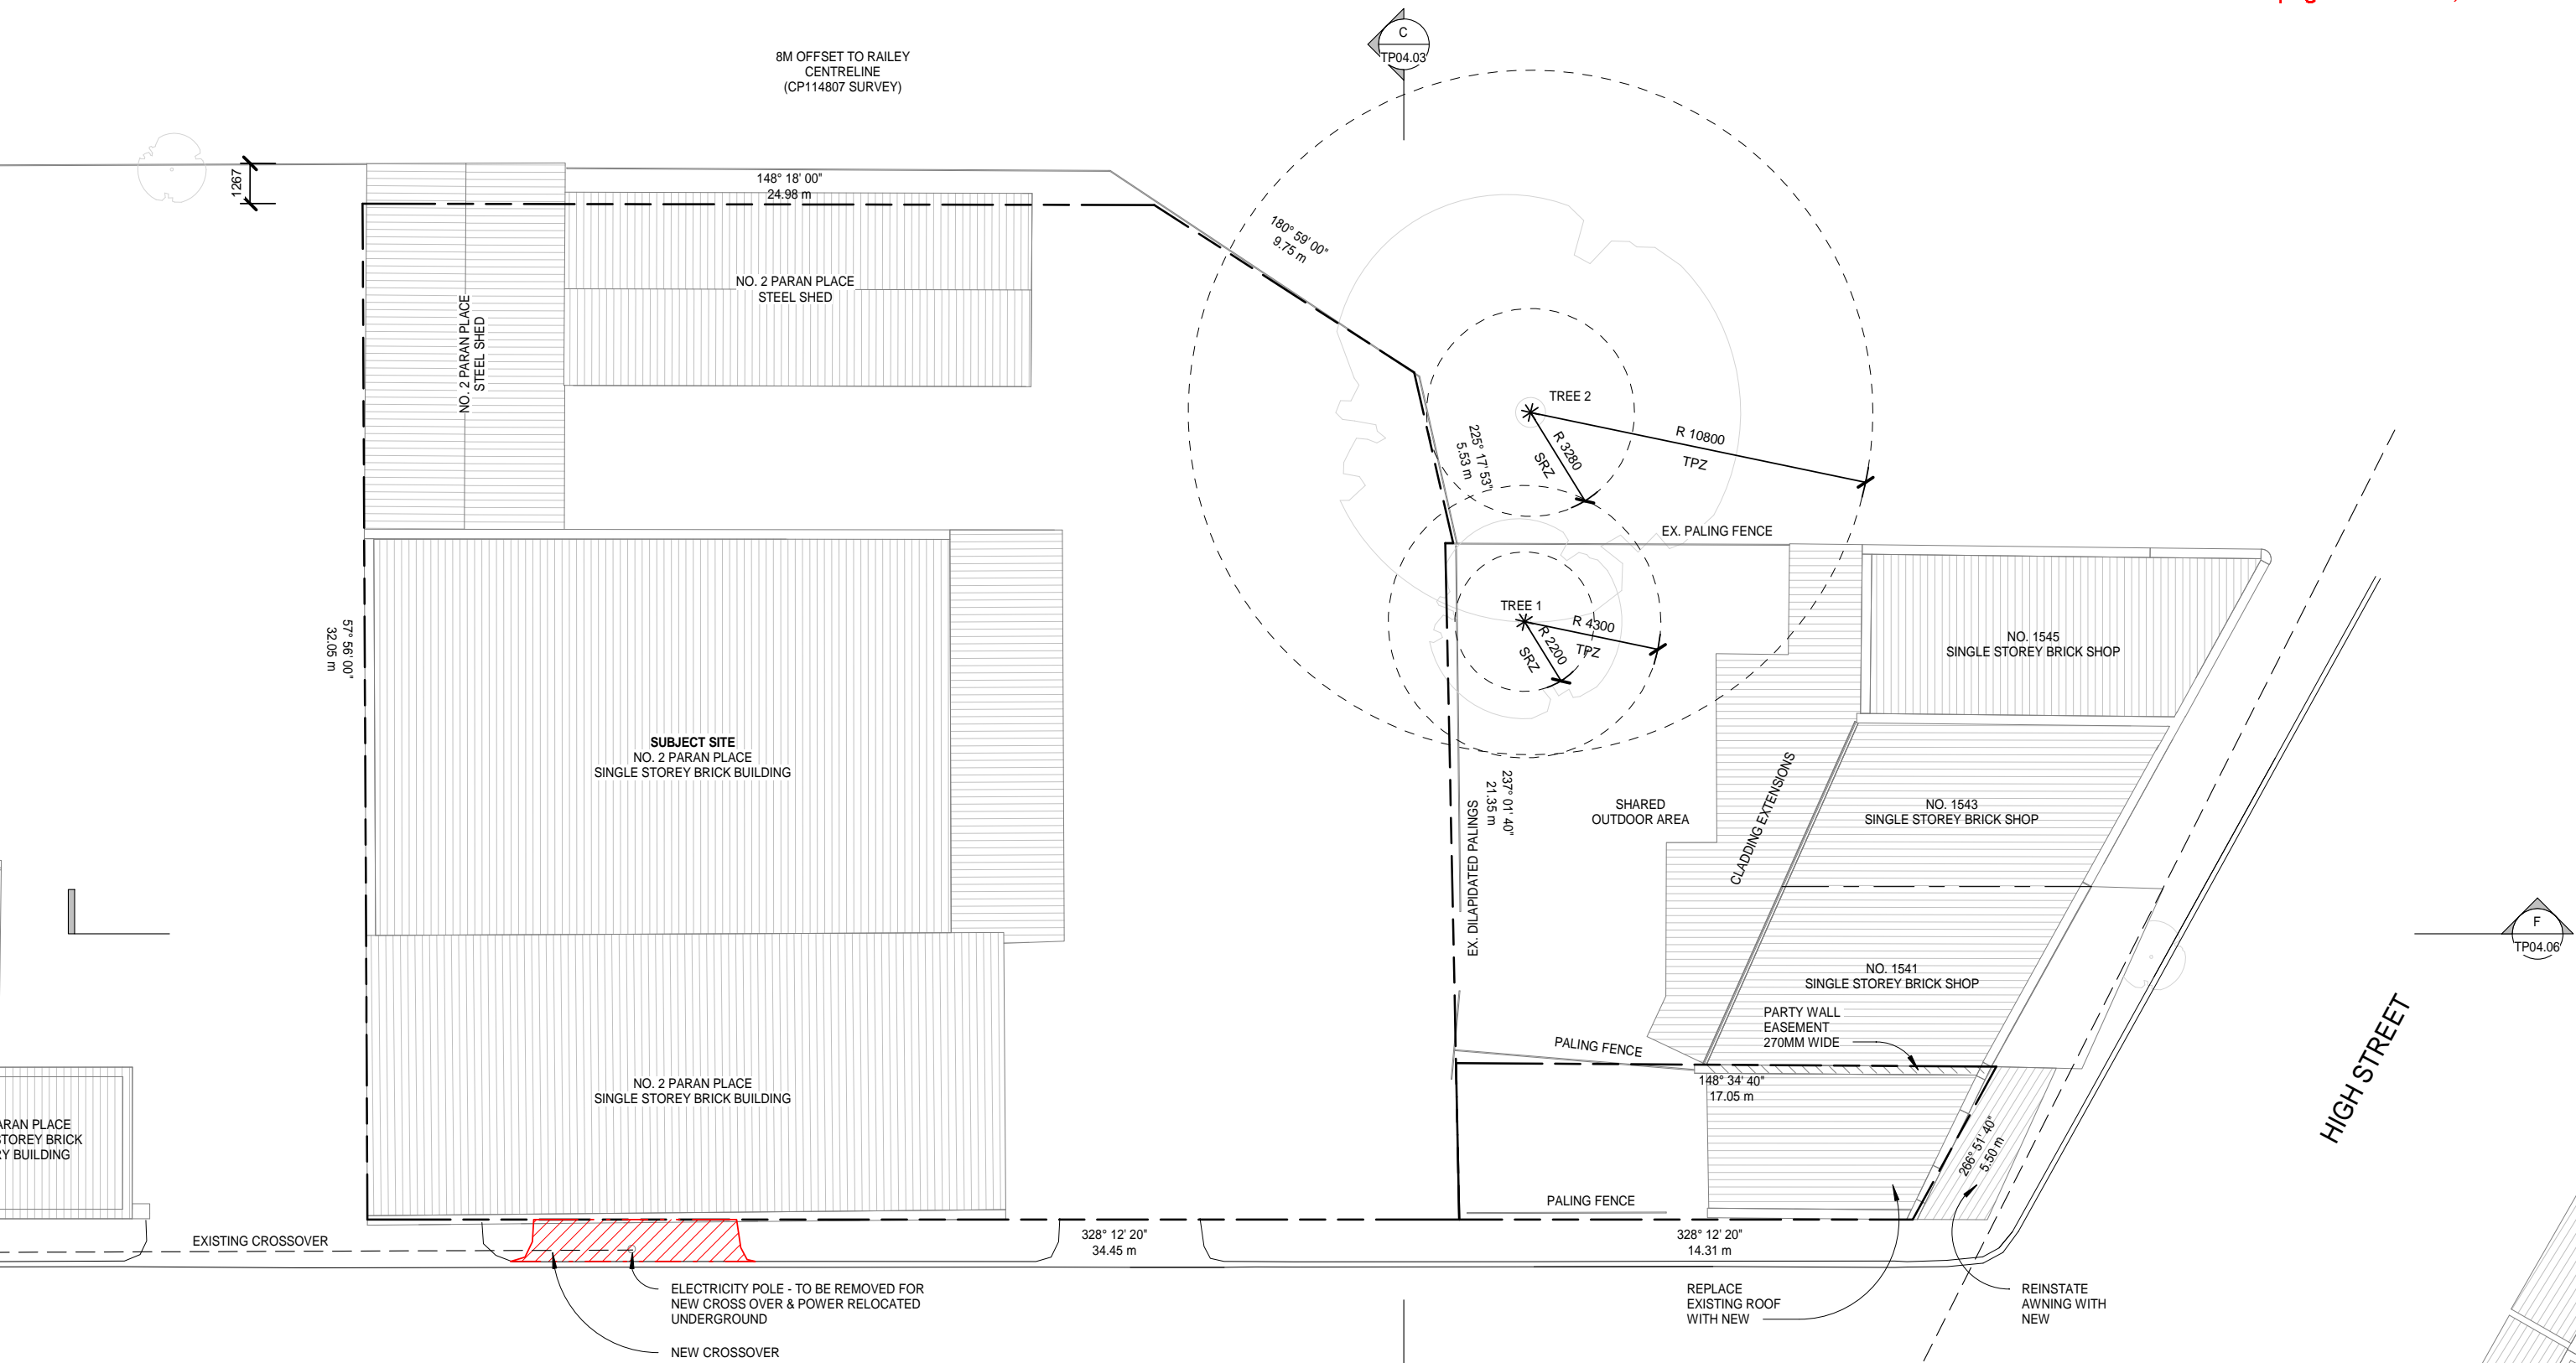 C
TP04.03
8M OFFSET TO RAILEY
CENTRELINE
(CP114807 SURVEY)
1267
148° 18' 00"
24.98 m
180° 59' 00"
9.75 m
NO. 2 PARAN PLACE
STEEL SHED
NO. 2 PARAN PLACE
STEEL SHED
TREE 2
R 10800
TPZ
R 3280
SRZ
225° 17' 53"
5.53 m
EX. PALING FENCE
TREE 1
R 4300
TPZ
R 2200
SRZ
57° 56' 00"
32.05 m
NO. 1545
SINGLE STOREY BRICK SHOP
SUBJECT SITE
NO. 2 PARAN PLACE
SINGLE STOREY BRICK BUILDING
237° 01' 40"
21.35 m
EX. DILAPIDATED PALINGS
SHARED
OUTDOOR AREA
CLADDING EXTENSIONS
NO. 1543
SINGLE STOREY BRICK SHOP
F
TP04.06
NO. 1541
SINGLE STOREY BRICK SHOP
PARTY WALL
EASEMENT
270MM WIDE
PALING FENCE
148° 34' 40"
17.05 m
HIGH STREET
NO. 2 PARAN PLACE
SINGLE STOREY BRICK BUILDING
ARAN PLACE
STOREY BRICK
RY BUILDING
266° 51' 40"
5.50 m
PALING FENCE
EXISTING CROSSOVER
328° 12' 20"
34.45 m
328° 12' 20"
14.31 m
ELECTRICITY POLE - TO BE REMOVED FOR
NEW CROSS OVER & POWER RELOCATED
UNDERGROUND
NEW CROSSOVER
REPLACE
EXISTING ROOF
WITH NEW
REINSTATE
AWNING WITH
NEW